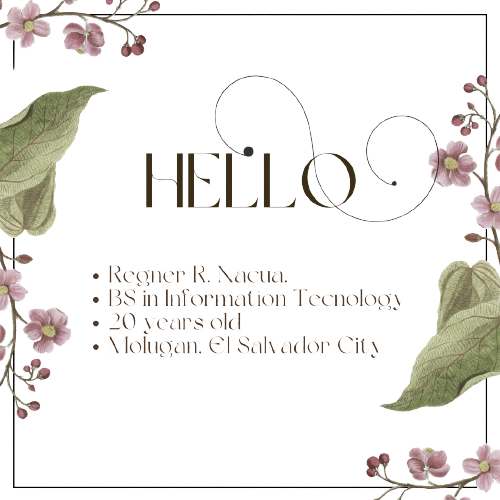 HELLO
• Regner R. Nacua.
• BS in Information Tecnology
• 20 years old
• Molugan, El Salvador City